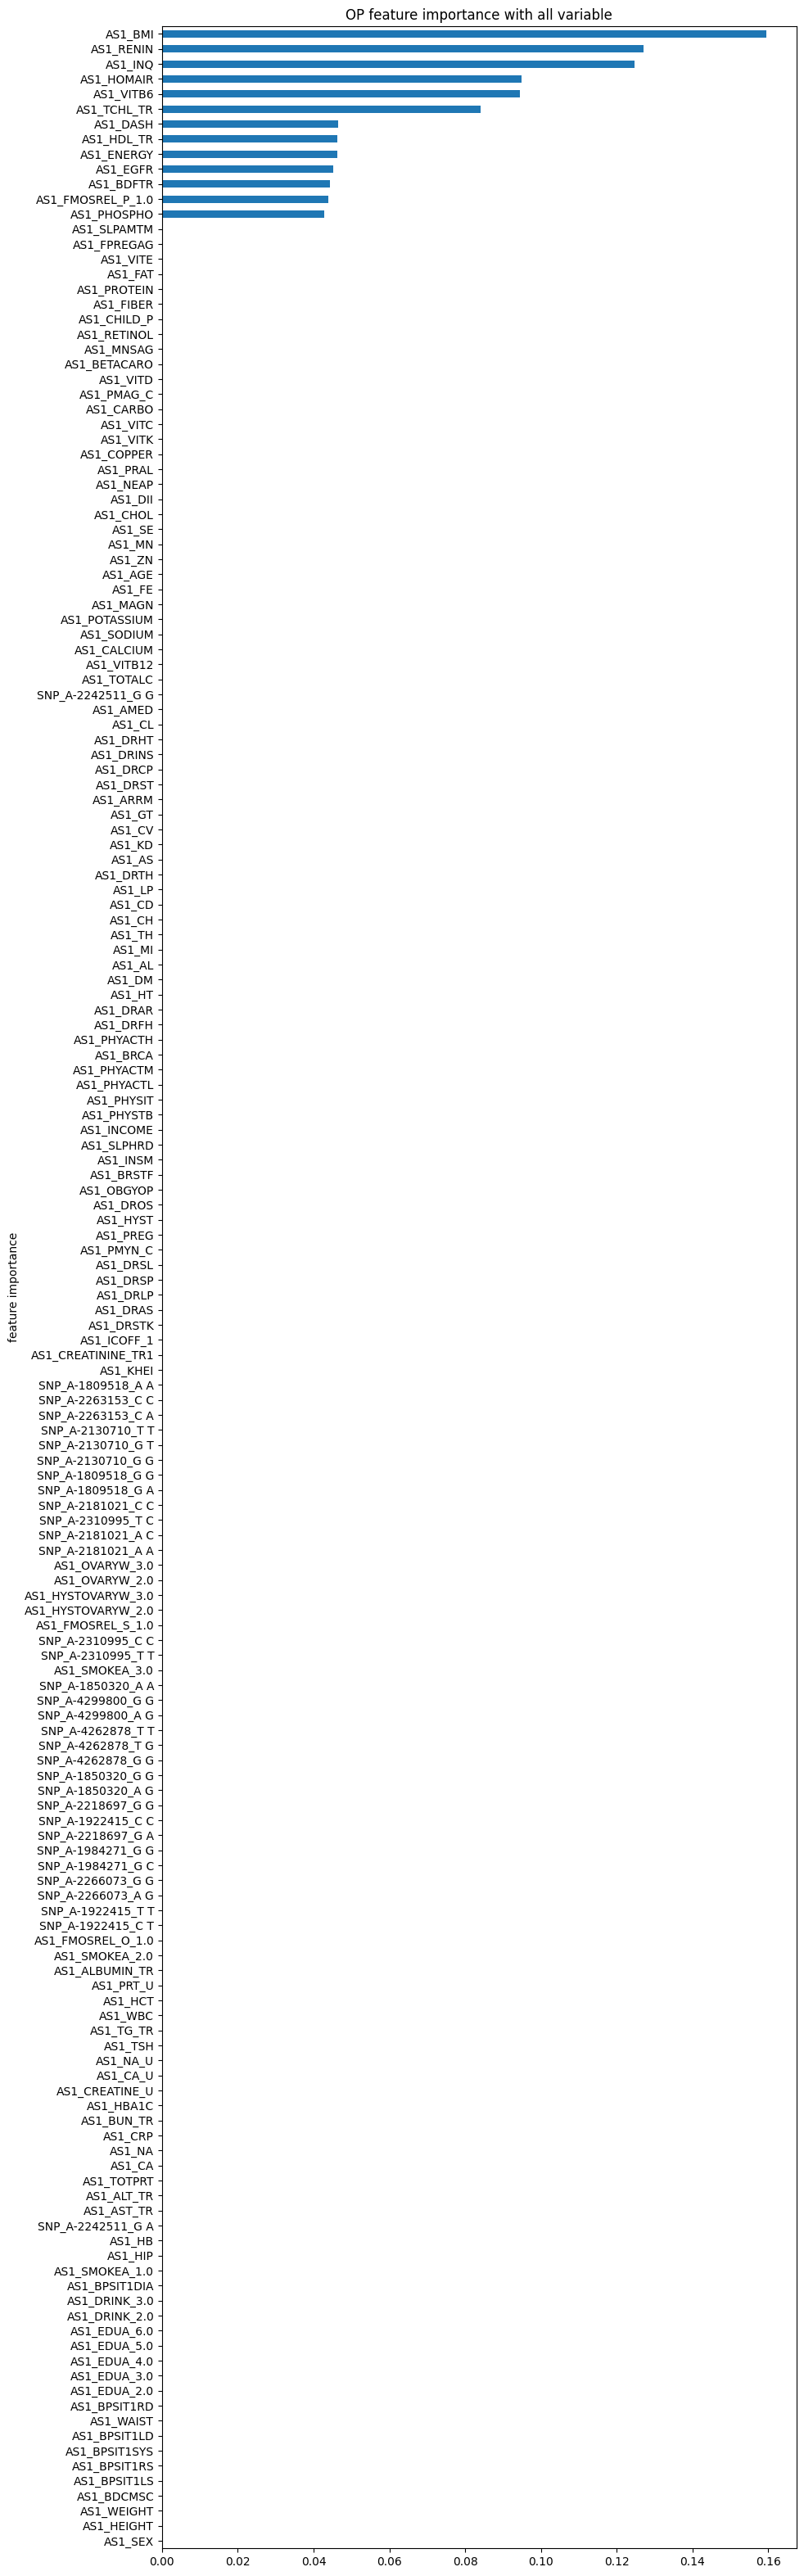 OP feature importance with all variable
AS1_BMI
AS1_RENIN
AS1_INQ
AS1_HOMAIR
AS1_VITB6
AS1_TCHL_TR
AS1_DASH
AS1_HDL_TR
AS1_ENERGY
AS1_EGFR
AS1_BDFTR
AS1_FMOSREL_P_1.0
AS1_PHOSPHO
AS1_SLPAMTM
AS1_FPREGAG
AS1_VITE
AS1_FAT
AS1_PROTEIN
AS1_FIBER
AS1_CHILD_P
AS1_RETINOL
AS1_MNSAG
AS1_BETACARO
AS1_VITD
AS1_PMAG_C
AS1_CARBO
AS1_VITC
AS1_VITK
AS1_COPPER
AS1_PRAL
AS1_NEAP
AS1_DII
AS1_CHOL
AS1_SE
AS1_MN
AS1_ZN
AS1_AGE
AS1_FE
AS1_MAGN
AS1_POTASSIUM
AS1_SODIUM
AS1_CALCIUM
AS1_VITB12
AS1_TOTALC
SNP_A-2242511_G G
AS1_AMED
AS1_CL
AS1_DRHT
AS1_DRINS
AS1_DRCP
AS1_DRST
AS1_ARRM
AS1_GT
AS1_CV
AS1_KD
AS1_AS
AS1_DRTH
AS1_LP
AS1_CD
AS1_CH
AS1_TH
AS1_MI
AS1_AL
AS1_DM
AS1_HT
AS1_DRAR
AS1_DRFH
AS1_PHYACTH
AS1_BRCA
AS1_PHYACTM
AS1_PHYACTL
AS1_PHYSIT
AS1_PHYSTB
AS1_INCOME
AS1_SLPHRD
AS1_INSM
AS1_BRSTF
AS1_OBGYOP
AS1_DROS
AS1_HYST
AS1_PREG
AS1_PMYN_C
AS1_DRSL
AS1_DRSP
AS1_DRLP
AS1_DRAS
AS1_DRSTK
AS1_ICOFF_1
AS1_CREATININE_TR1
AS1_KHEI
SNP_A-1809518_A A
SNP_A-2263153_C C
SNP_A-2263153_C A
SNP_A-2130710_T T
SNP_A-2130710_G T
SNP_A-2130710_G G
SNP_A-1809518_G G
SNP_A-1809518_G A
SNP_A-2181021_C C
SNP_A-2310995_T C
SNP_A-2181021_A C
SNP_A-2181021_A A
AS1_OVARYW_3.0
AS1_OVARYW_2.0
AS1_HYSTOVARYW_3.0
AS1_HYSTOVARYW_2.0
AS1_FMOSREL_S_1.0
SNP_A-2310995_C C
SNP_A-2310995_T T
AS1_SMOKEA_3.0
SNP_A-1850320_A A
SNP_A-4299800_G G
SNP_A-4299800_A G
SNP_A-4262878_T T
SNP_A-4262878_T G
SNP_A-4262878_G G
SNP_A-1850320_G G
SNP_A-1850320_A G
SNP_A-2218697_G G
SNP_A-1922415_C C
SNP_A-2218697_G A
SNP_A-1984271_G G
SNP_A-1984271_G C
SNP_A-2266073_G G
SNP_A-2266073_A G
SNP_A-1922415_T T
SNP_A-1922415_C T
AS1_FMOSREL_O_1.0
AS1_SMOKEA_2.0
AS1_ALBUMIN_TR
AS1_PRT_U
AS1_HCT
AS1_WBC
AS1_TG_TR
AS1_TSH
AS1_NA_U
AS1_CA_U
AS1_CREATINE_U
AS1_HBA1C
AS1_BUN_TR
AS1_CRP
AS1_NA
AS1_CA
AS1_TOTPRT
AS1_ALT_TR
AS1_AST_TR
SNP_A-2242511_G A
AS1_HB
AS1_HIP
AS1_SMOKEA_1.0
AS1_BPSIT1DIA
AS1_DRINK_3.0
AS1_DRINK_2.0
AS1_EDUA_6.0
AS1_EDUA_5.0
AS1_EDUA_4.0
AS1_EDUA_3.0
AS1_EDUA_2.0
AS1_BPSIT1RD
AS1_WAIST
AS1_BPSIT1LD
AS1_BPSIT1SYS
AS1_BPSIT1RS
AS1_BPSIT1LS
AS1_BDCMSC
AS1_WEIGHT
AS1_HEIGHT
AS1_SEX
feature importance
0.00 0.02 0.04 0.06 0.08 0.10 0.12 0.14 0.16